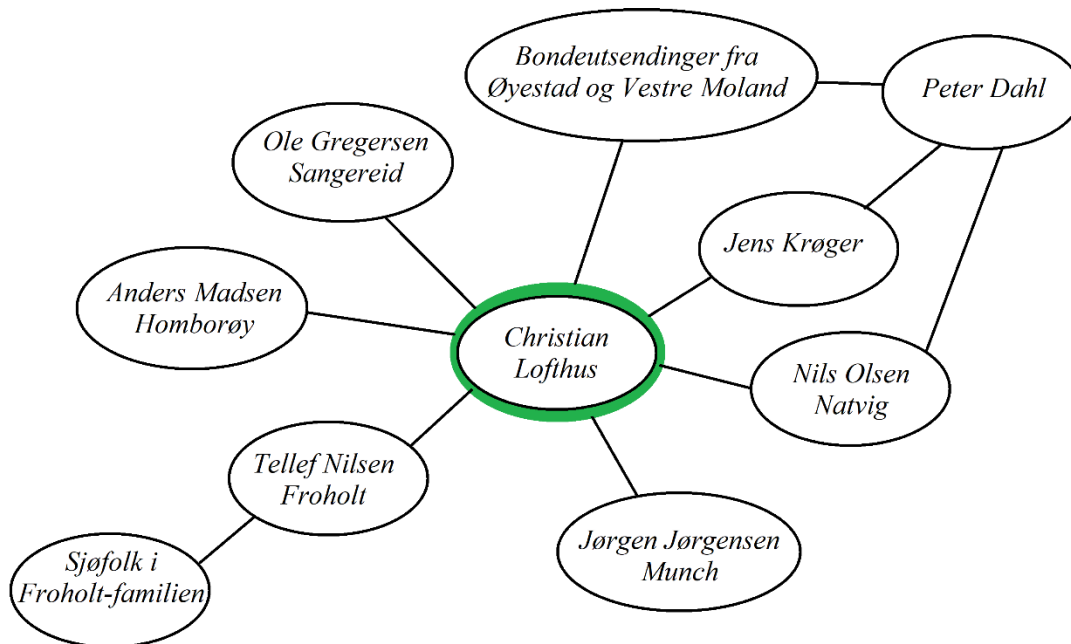 Bondeutsendinger fra
Øyestad og Vestre Moland
Peter Dahl
Ole Gregersen
Sangereid
Jens Krøger
Anders Madsen
Homborøy
Christian
Lofthus
Nils Olsen
Natvig
Tellef Nilsen
Froholt
Jørgen Jørgensen
Munch
Sjøfolk i
Froholt-familien